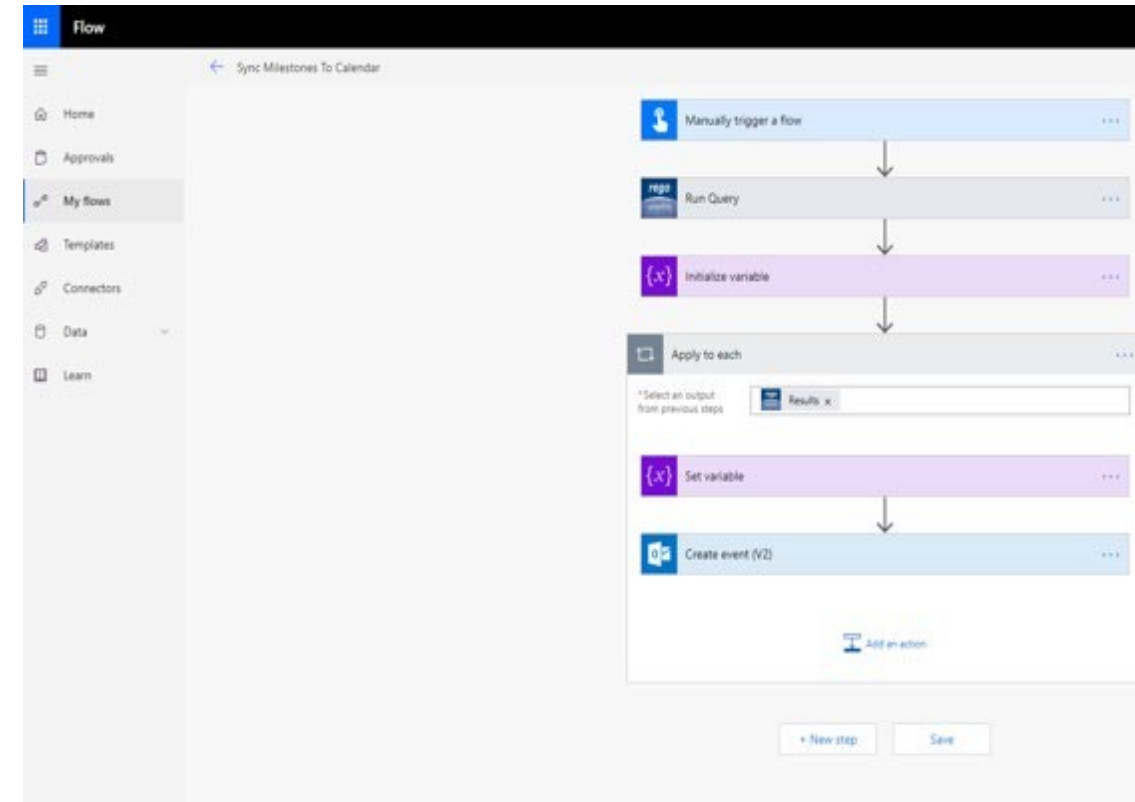 Flow
Sync Milestones To Calendar
Home
Approvals
My flows
Templates
Connectors
Data
Learn
Manually trigger a flow
rego
Run Query
{x} Initialize variable
Apply to each
*Select an output
from previous steps
Results x
{x} Set variable
Create event (V2)
Add an action
+ New step
Save